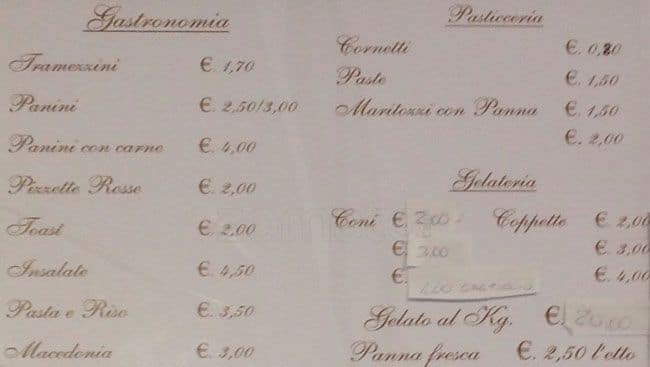 Gastronomia
Tramezzini €. 1,70
Panini €. 2,50/3,00
Panini con carne €. 4,00
Pizzette Rosse €. 2,00
Toast €. 2,00
Insalate €. 4,50
Pasta e Riso €. 3,50
Macedonia €. 3,00
Pasticceria
Cornetti €. 0,80
Paste €. 1,50
Maritozzi con Panna €. 1,50
€. 2,00
Gelateria
Coni €. 2.00 Coppette €. 2,00
€. 3.00 €. 3,00
€. €. 4,00
Gelato al Kg. €. 20.00
Panna fresca €. 2,50 l'etto